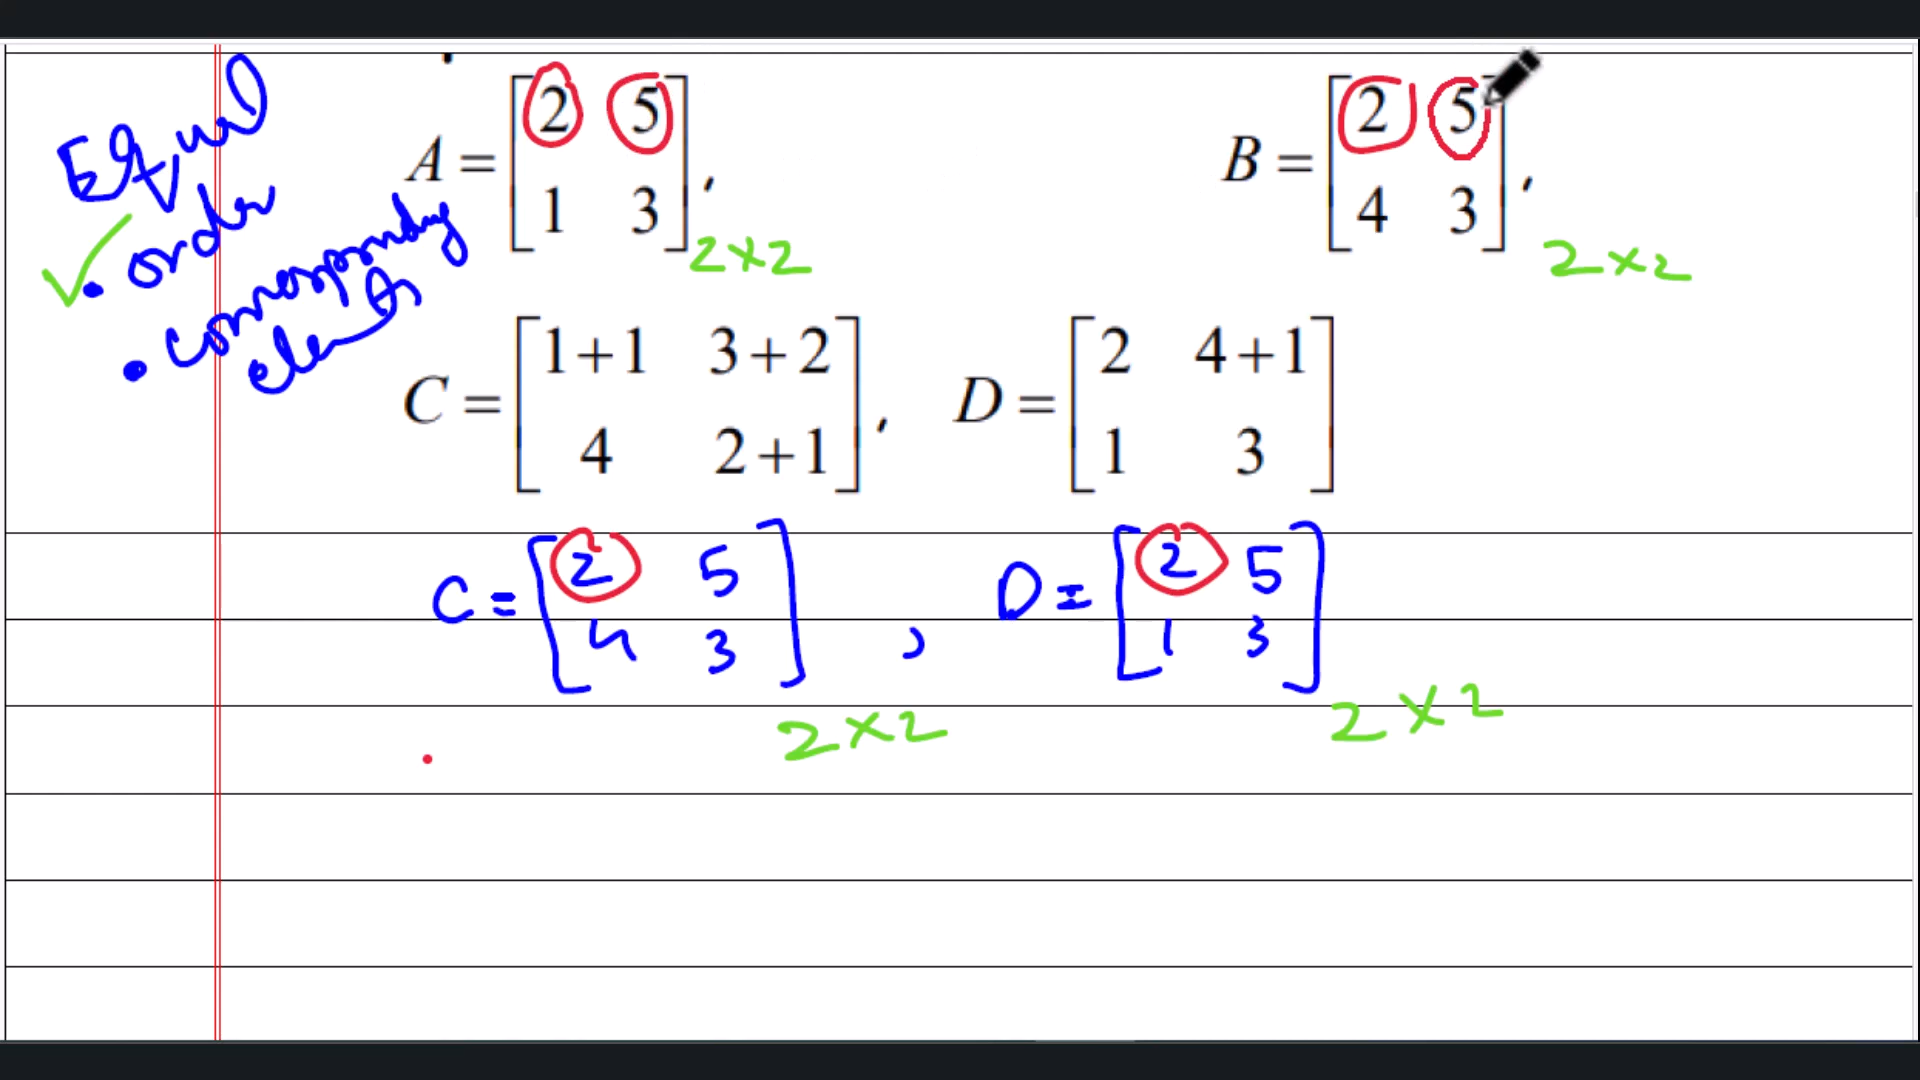 Equal
• order
• corresponding
elements
A = [2 5
1 3], 2×2
B = [2 5
4 3], 2×2
C = [1+1 3+2
4 2+1],
D = [2 4+1
1 3]
C = [2 5
4 3] , 2×2
D = [2 5
1 3] 2×2